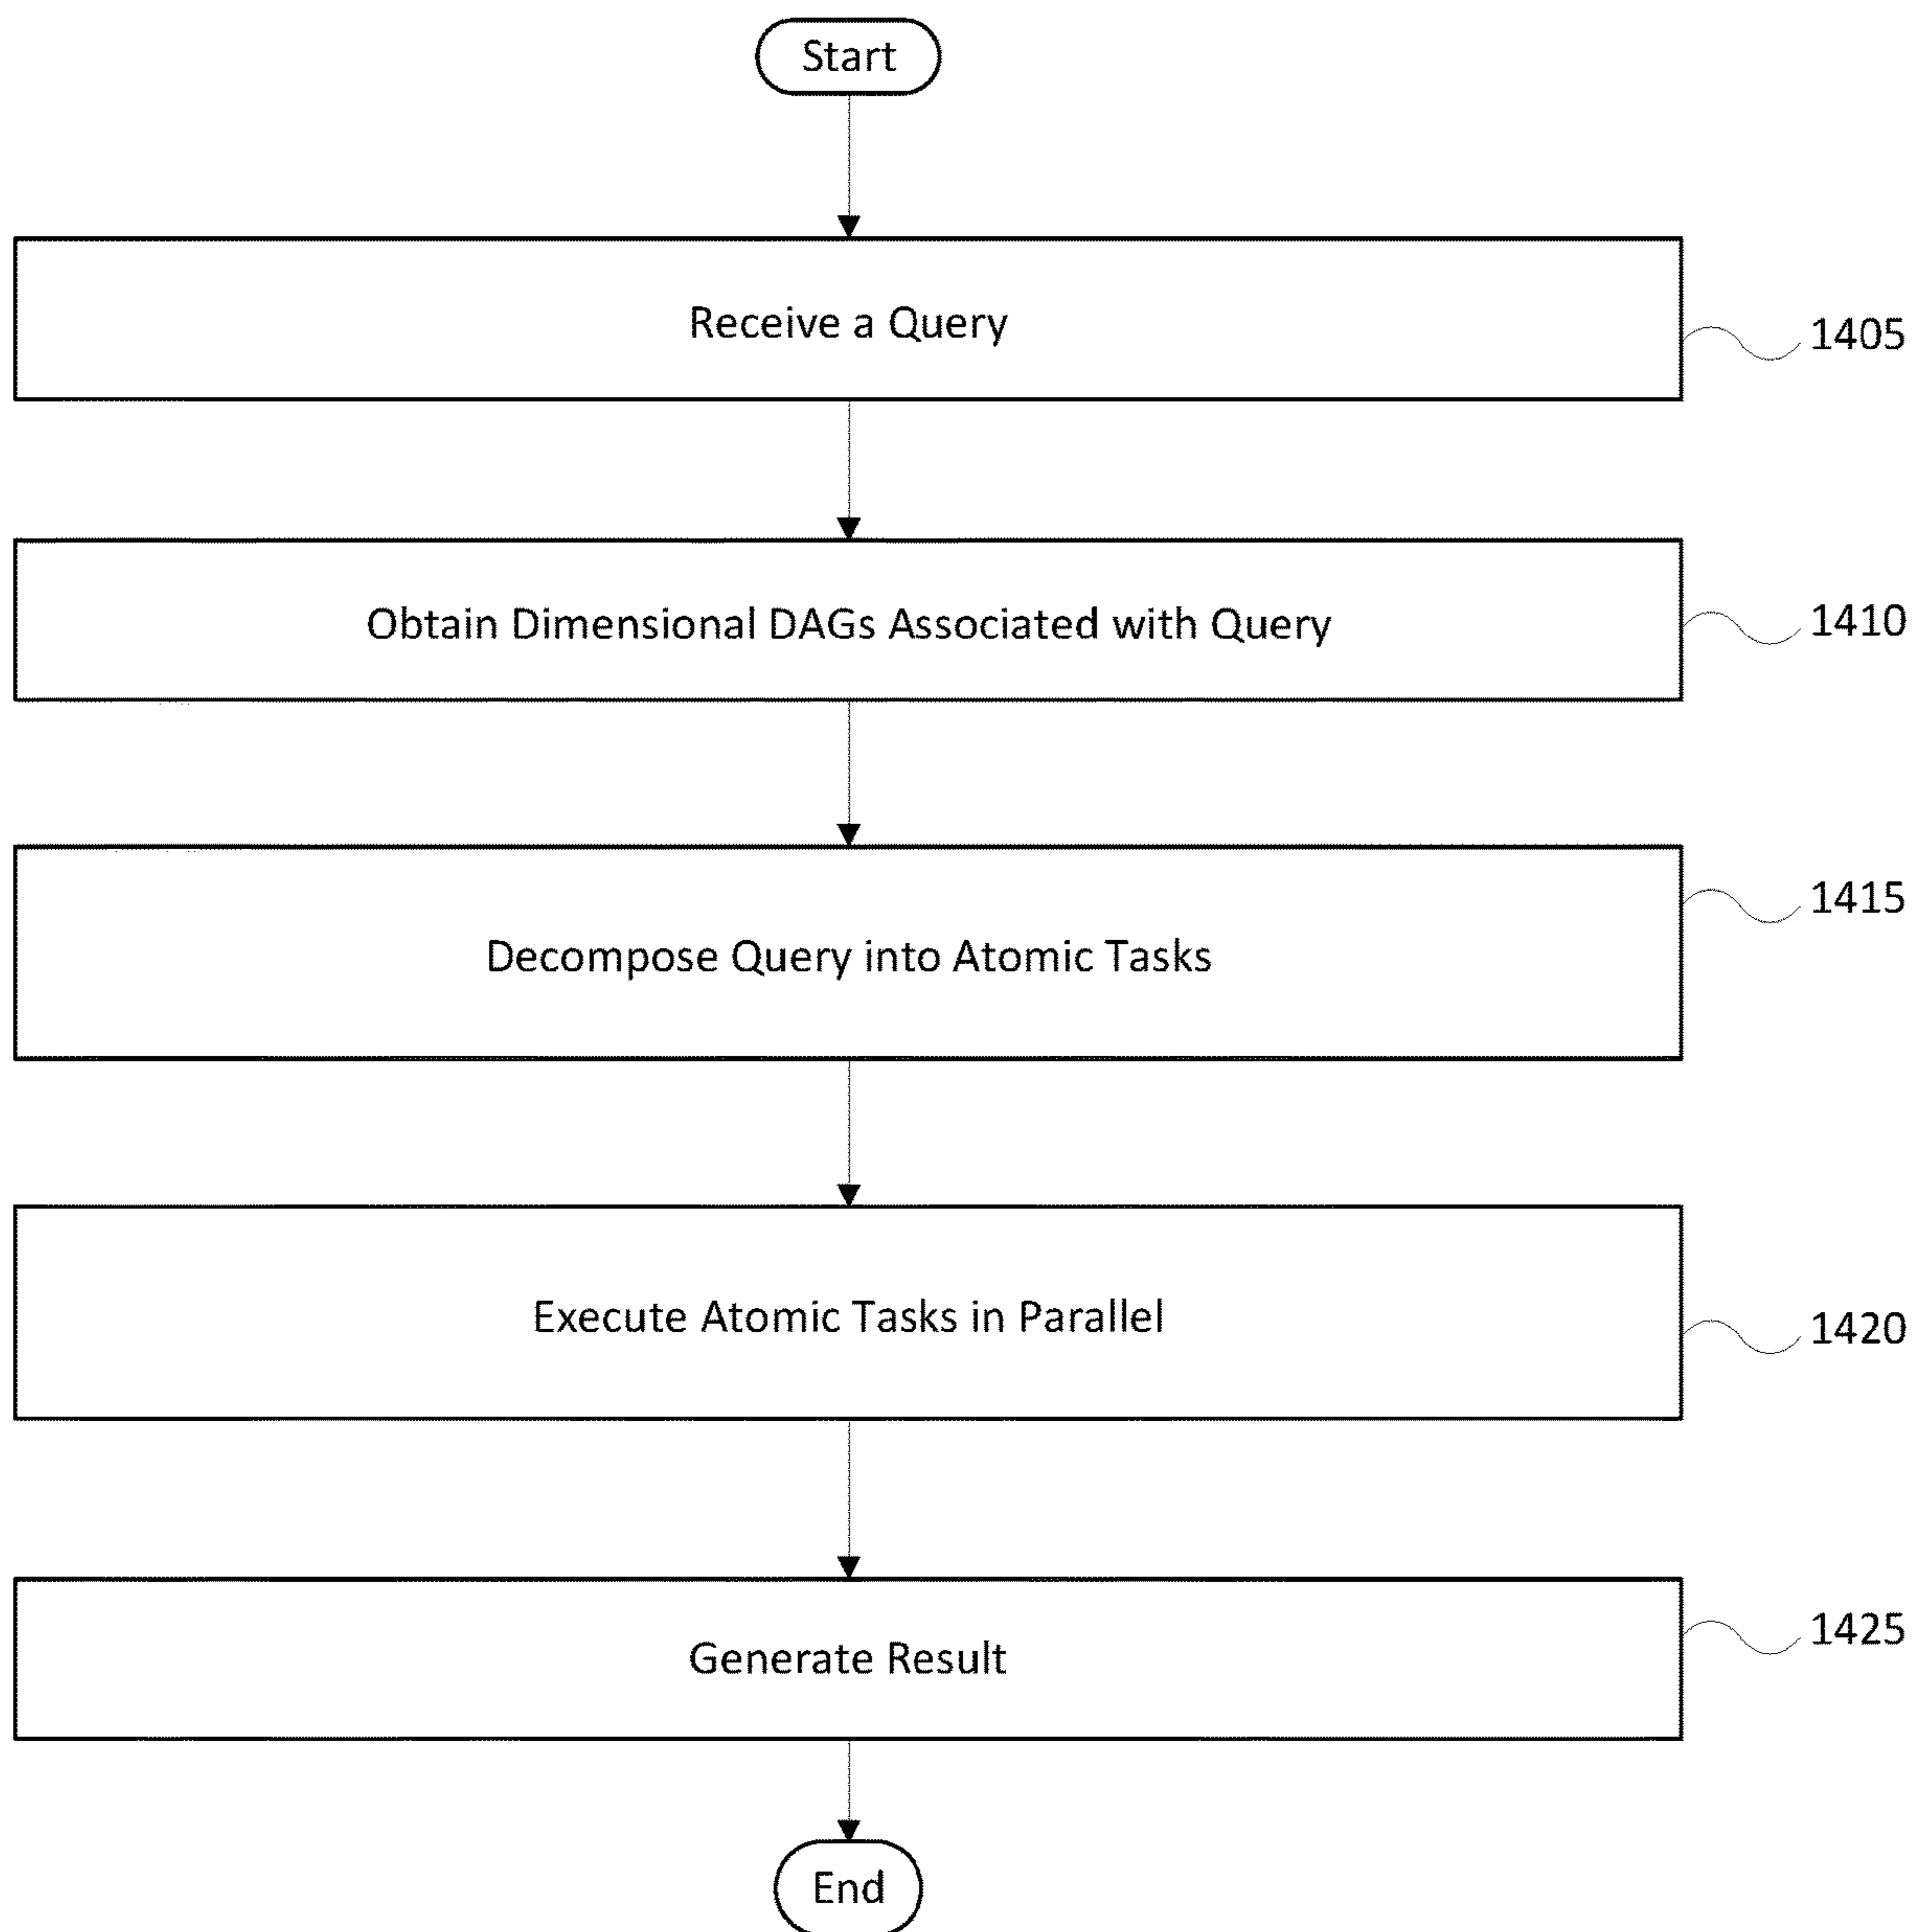 Start
Receive a Query
1405
Obtain Dimensional DAGs Associated with Query
1410
Decompose Query into Atomic Tasks
1415
Execute Atomic Tasks in Parallel
1420
Generate Result
1425
End